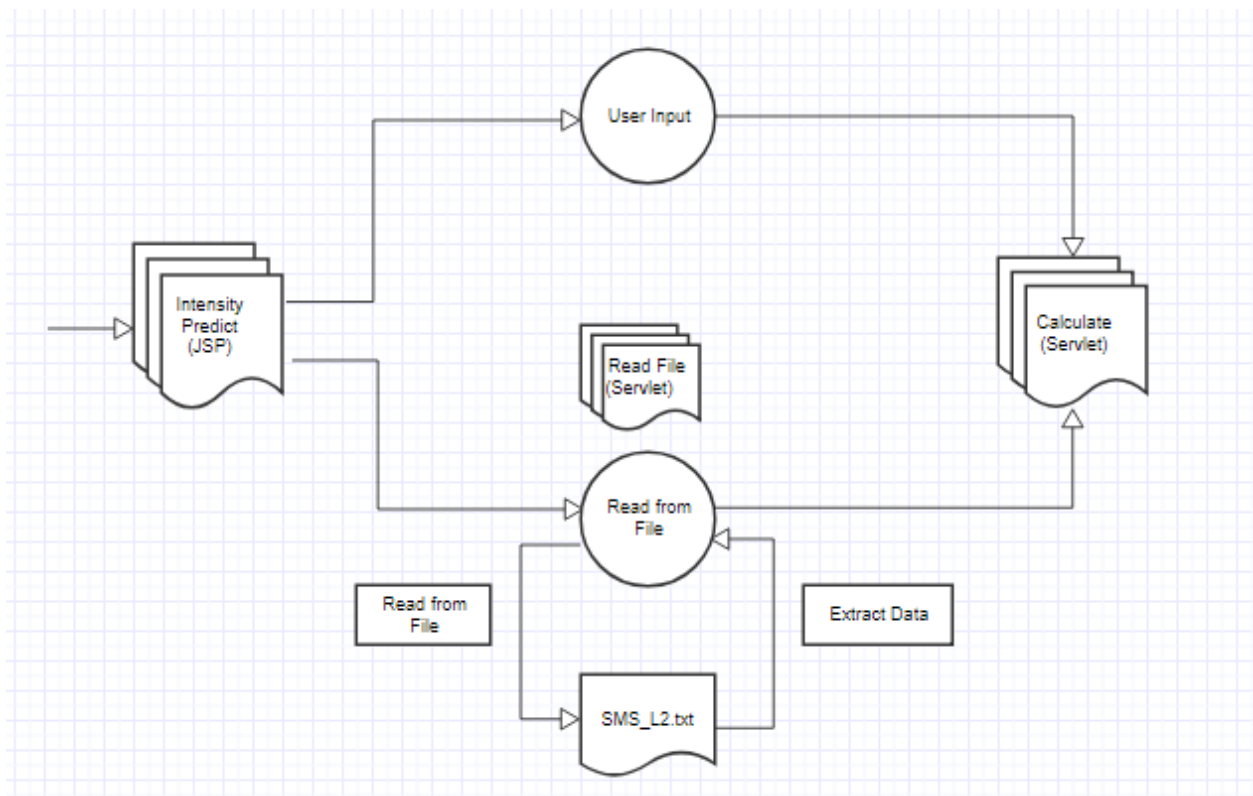 User Input
Intensity
Predict
(JSP)
Calculate
(Servlet)
Read File
(Servlet)
Read from
File
Read from
File
Extract Data
SMS_L2.txt